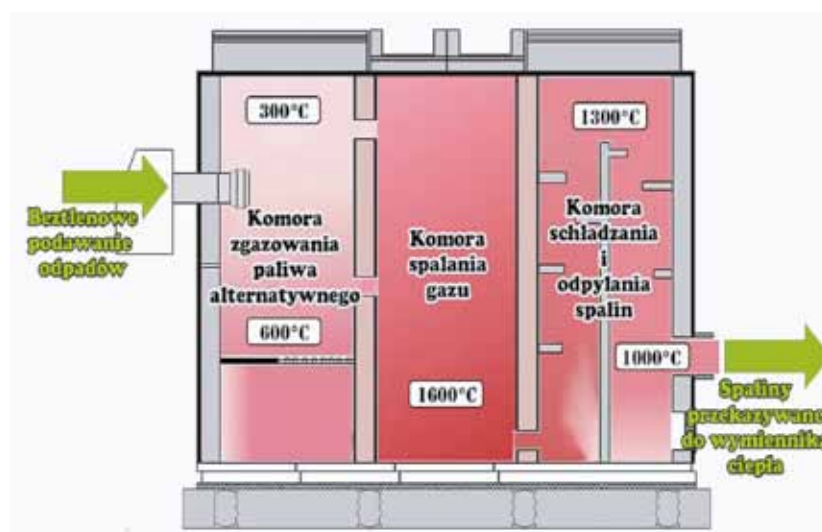 300°C
1300°C
Beztlenowe
podawanie
odpadów
Komora
zgazowania
paliwa
alternatywnego
Komora
spalania
gazu
Komora
schładzania
i
odpylania
spalin
600°C
1600°C
1000°C
Spaliny
przekazywane
do wymiennika
ciepła